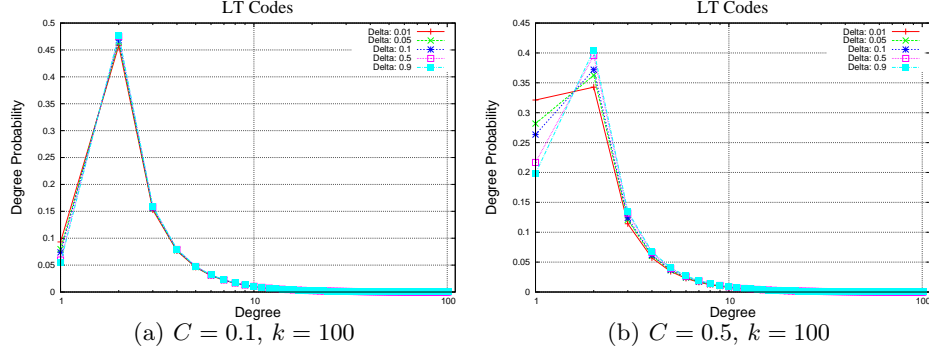 LT Codes
Delta: 0.01
Delta: 0.05
Delta: 0.1
Delta: 0.5
Delta: 0.9
0.5
0.45
0.4
0.35
0.3
0.25
0.2
0.15
0.1
0.05
0
Degree Probability
1 10 100
Degree
(a) C = 0.1, k = 100
LT Codes
Delta: 0.01
Delta: 0.05
Delta: 0.1
Delta: 0.5
Delta: 0.9
0.45
0.4
0.35
0.3
0.25
0.2
0.15
0.1
0.05
0
Degree Probability
1 10 100
Degree
(b) C = 0.5, k = 100